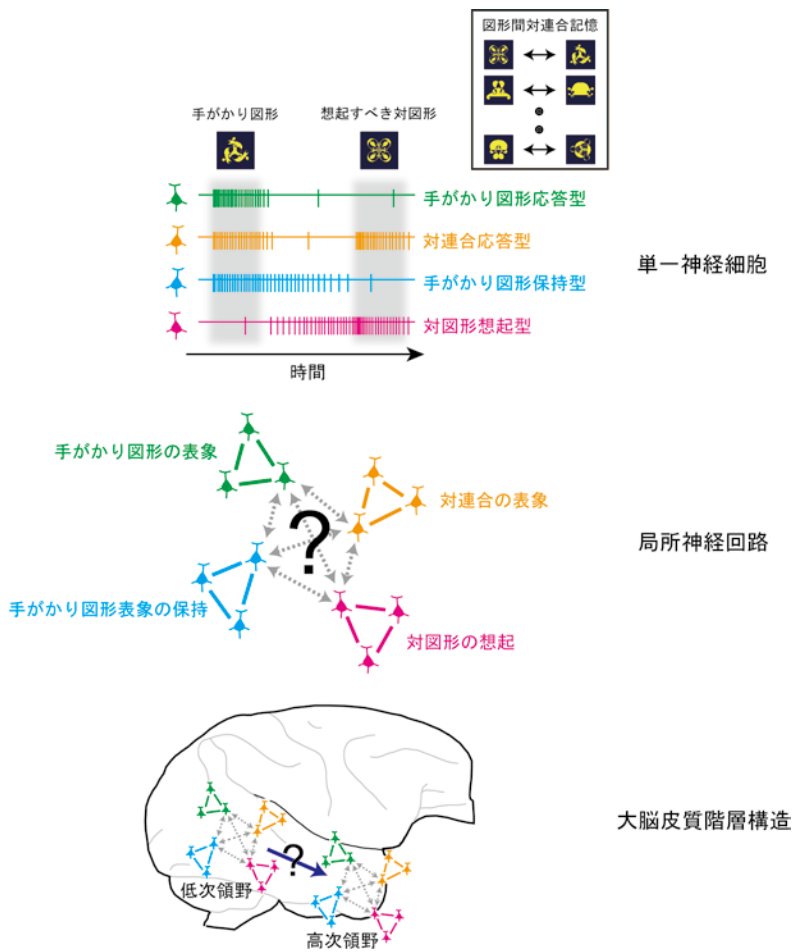 図形間対連合記憶
手がかり図形
想起すべき対図形
手がかり図形応答型
対連合応答型
手がかり図形保持型
対図形想起型
時間
単一神経細胞
手がかり図形の表象
対連合の表象
?
手がかり図形表象の保持
対図形の想起
局所神経回路
?
低次領野
高次領野
大脳皮質階層構造